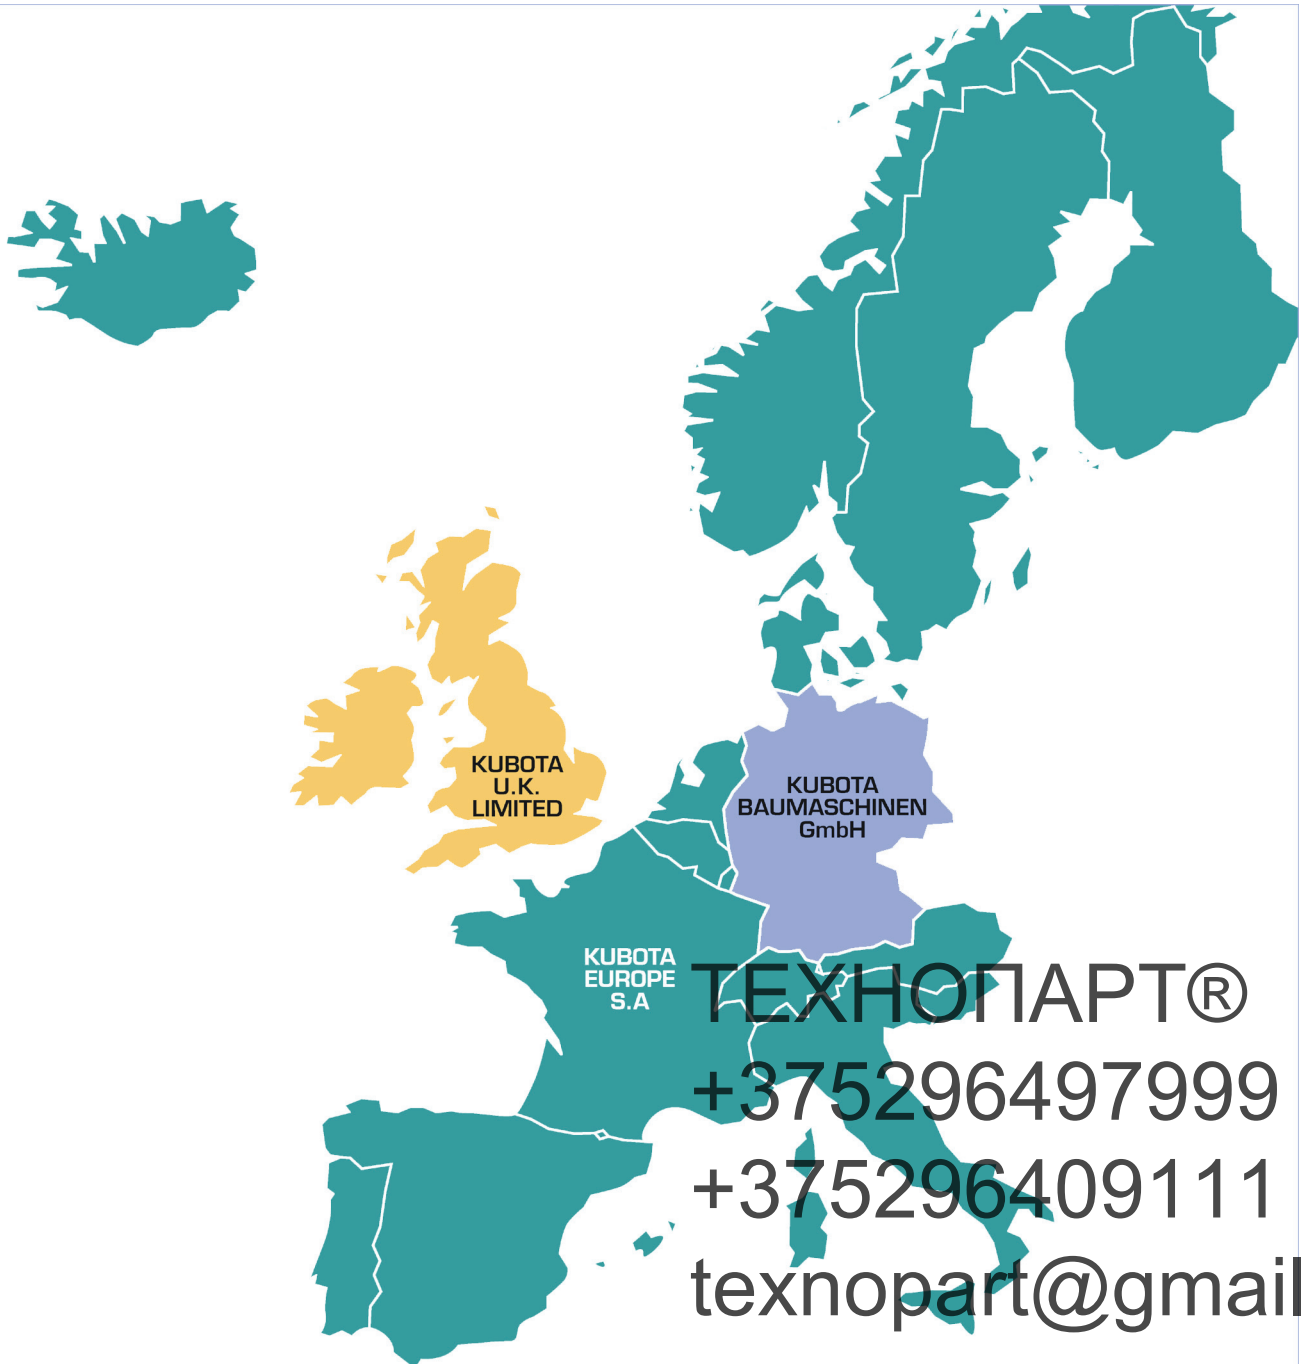 KUBOTA
U.K.
LIMITED
KUBOTA
BAUMASCHINEN
GmbH
KUBOTA
EUROPE
S.A
ТЕХНОПАРТ®
+375296497999
+375296409111
texnopart@gmail